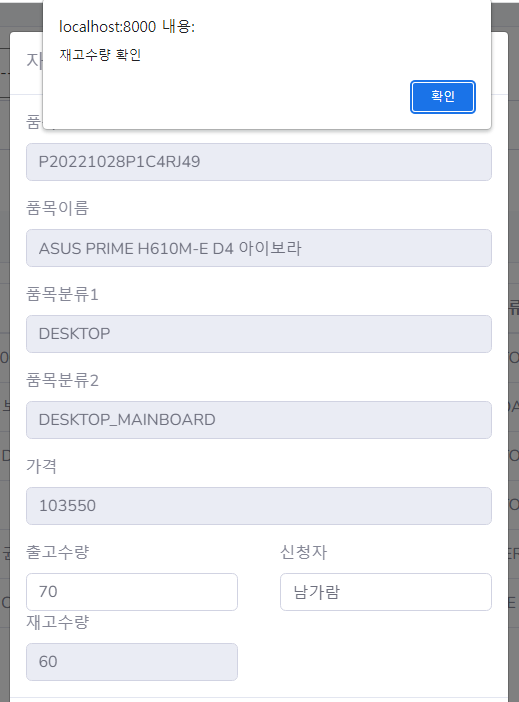 localhost:8000 내용:
재고수량 확인
확인
자
품
P20221028P1C4RJ49
품목이름
ASUS PRIME H610M-E D4 아이보라
품목분류1
DESKTOP
품목분류2
DESKTOP_MAINBOARD
가격
103550
출고수량 신청자
70 남가람
재고수량
60